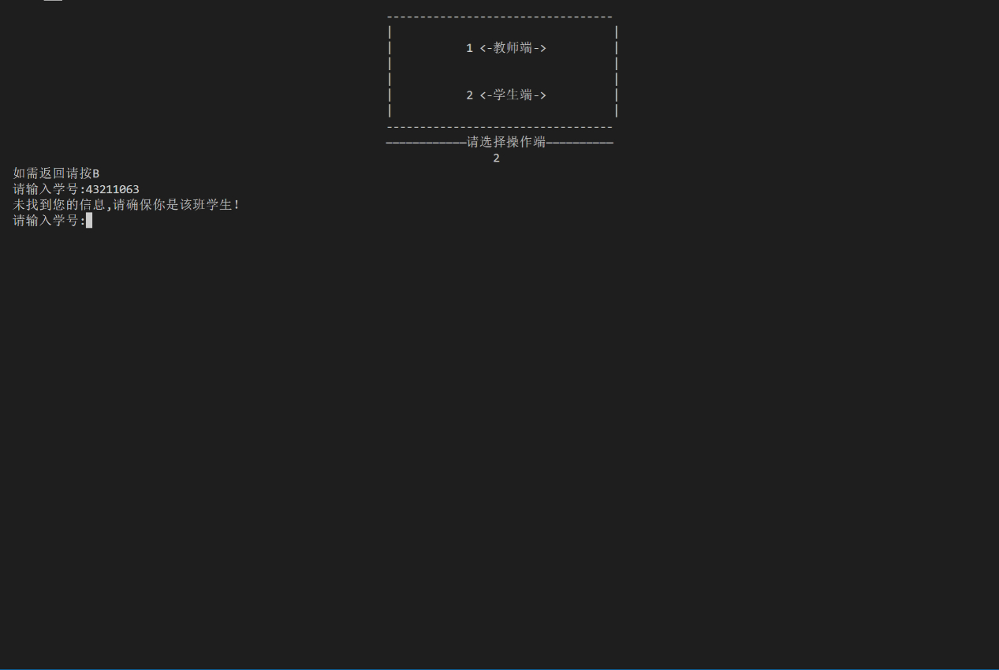 ----------------------------------
| |
| 1 <-教师端-> |
| |
| |
| 2 <-学生端-> |
| |
----------------------------------
————————————请选择操作端——————————
2
如需返回请按B
请输入学号:43211063
未找到您的信息,请确保你是该班学生!
请输入学号: